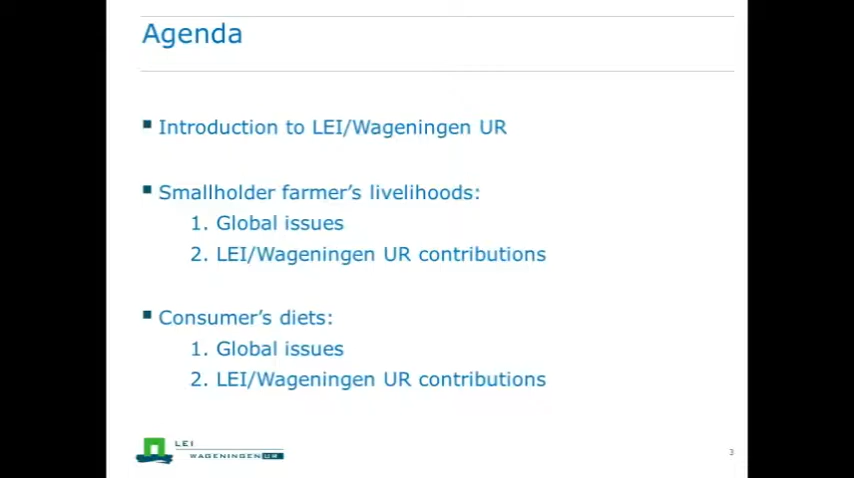 Agenda
Introduction to LEI/Wageningen UR
Smallholder farmer's livelihoods:
1. Global issues
2. LEI/Wageningen UR contributions
Consumer's diets:
1. Global issues
2. LEI/Wageningen UR contributions
LEI
WAGENINGEN UR
3